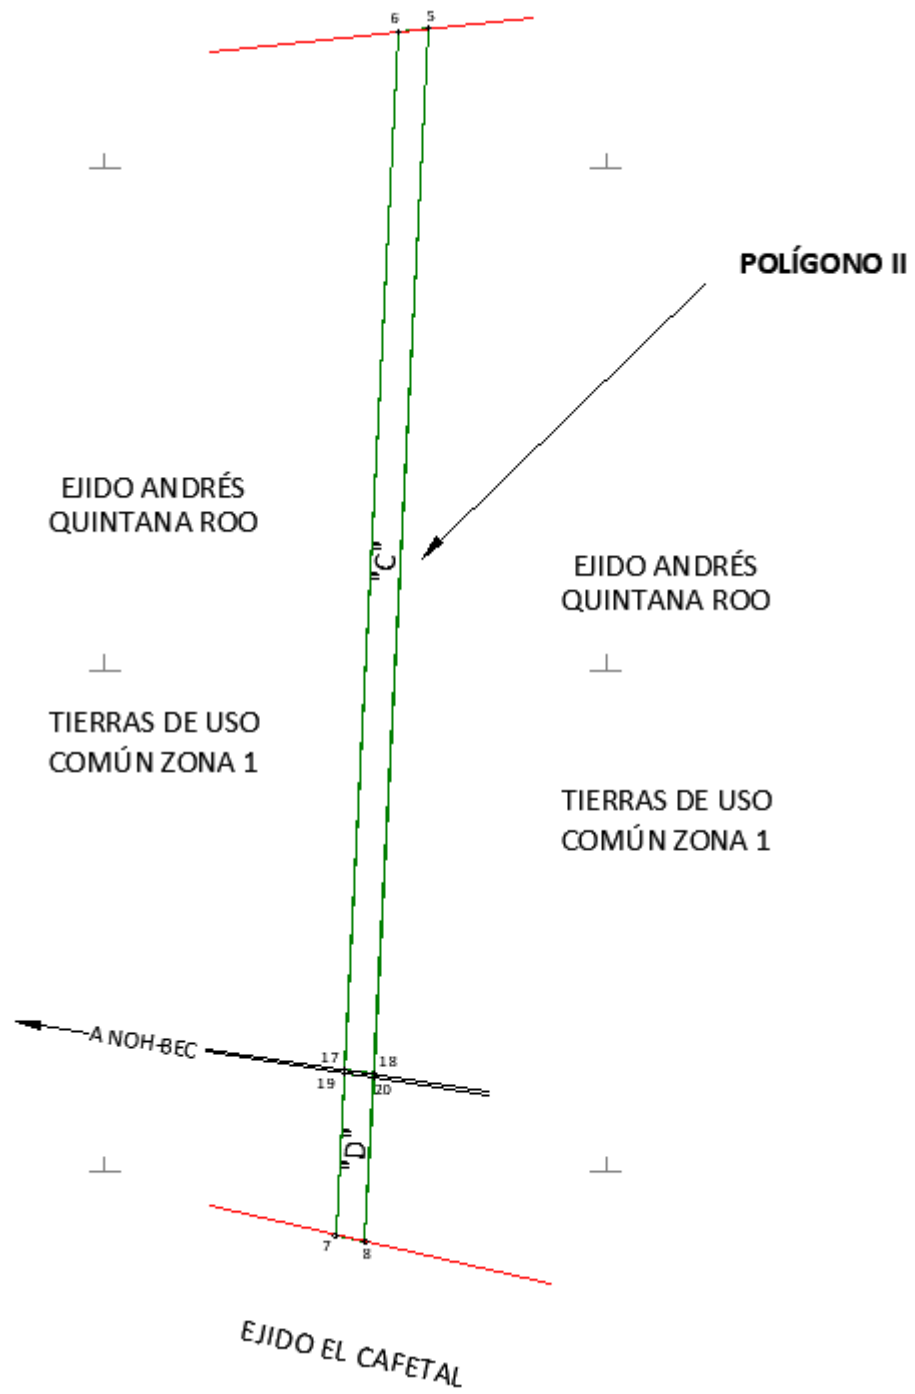 6
5
POLÍGONO II
EJIDO ANDRÉS
QUINTANA ROO
"C"
EJIDO ANDRÉS
QUINTANA ROO
TIERRAS DE USO
COMÚN ZONA 1
TIERRAS DE USO
COMÚN ZONA 1
A NOH-BEC
17
18
19
20
"D"
7
8
EJIDO EL CAFETAL